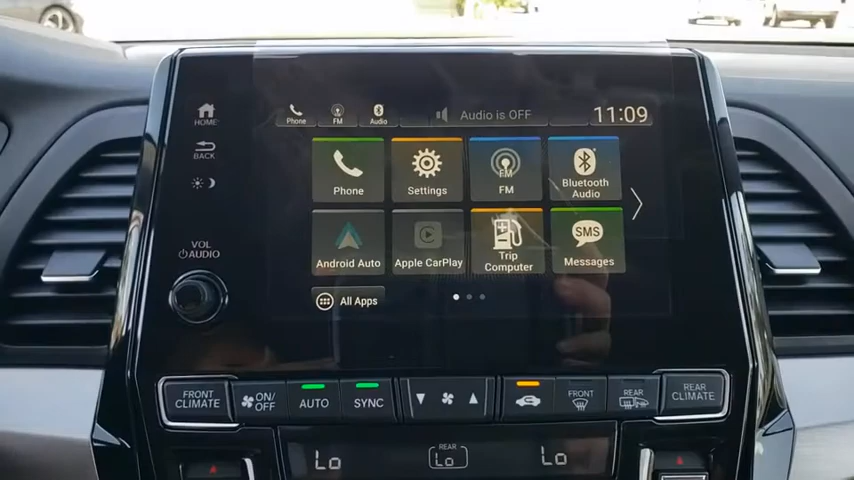 HOME
Phone
FM
Audio
Audio is OFF
11:09
BACK
Phone
Settings
FM
FM
Bluetooth
Audio
VOL
AUDIO
Android Auto
Apple CarPlay
Trip
Computer
SMS
Messages
All Apps
FRONT
CLIMATE
ON/
OFF
AUTO
SYNC
FRONT
REAR
REAR
CLIMATE
Lo
REAR
Lo
Lo